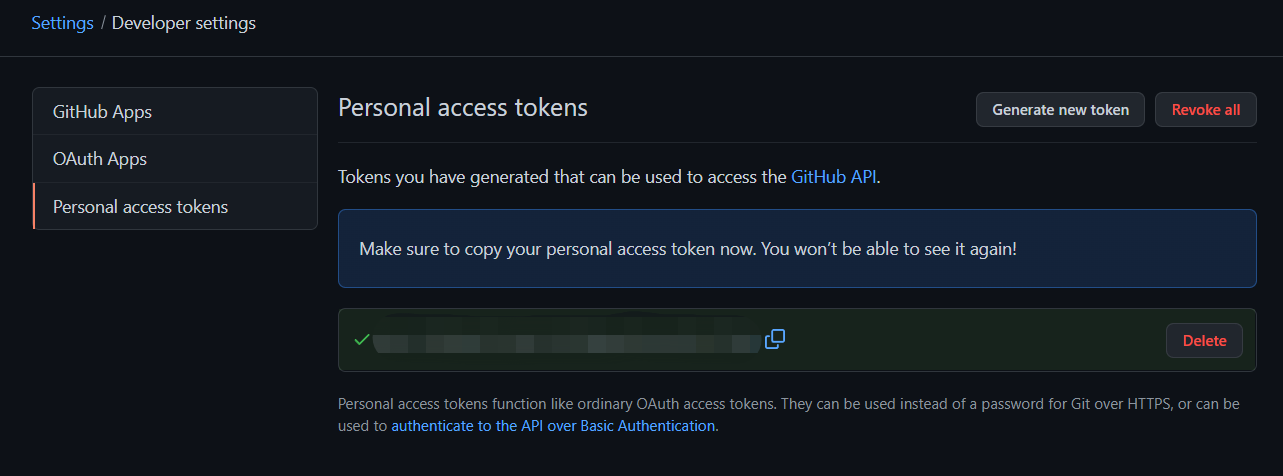 Settings / Developer settings
GitHub Apps
OAuth Apps
Personal access tokens
Personal access tokens
Generate new token
Revoke all
Tokens you have generated that can be used to access the GitHub API.
Make sure to copy your personal access token now. You won’t be able to see it again!
Delete
Personal access tokens function like ordinary OAuth access tokens. They can be used instead of a password for Git over HTTPS, or can be
used to authenticate to the API over Basic Authentication.